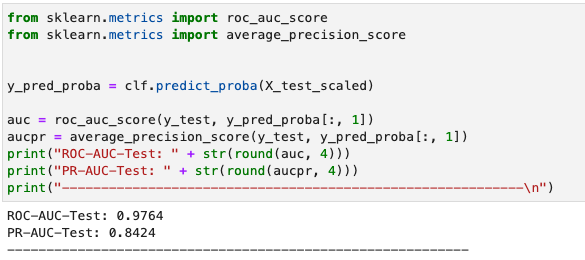 from sklearn.metrics import roc_auc_score
from sklearn.metrics import average_precision_score
y_pred_proba = clf.predict_proba(X_test_scaled)
auc = roc_auc_score(y_test, y_pred_proba[:, 1])
aucpr = average_precision_score(y_test, y_pred_proba[:, 1])
print("ROC-AUC-Test: " + str(round(auc, 4)))
print("PR-AUC-Test: " + str(round(aucpr, 4)))
print("-----------------------------------------------------------\n")
ROC-AUC-Test: 0.9764
PR-AUC-Test: 0.8424
-----------------------------------------------------------